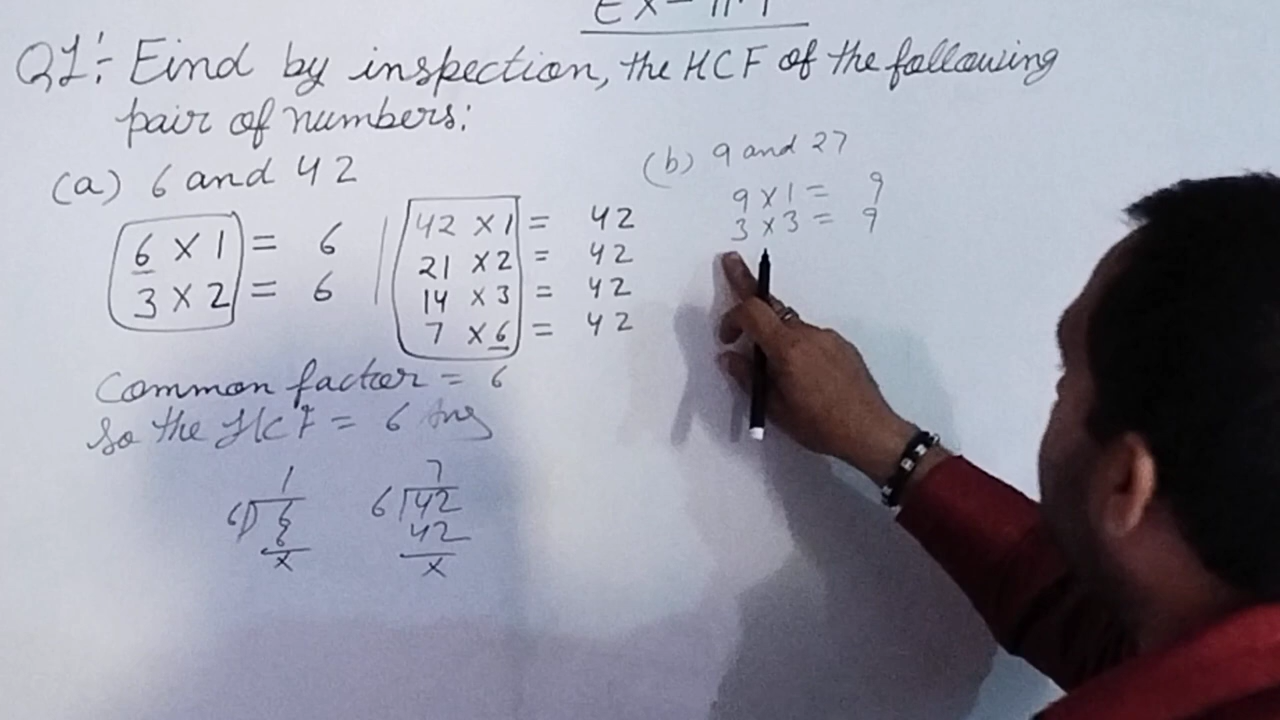 Q1:- Find by inspection, the HCF of the following
pair of numbers:
(a) 6 and 42
6 X 1 = 6
3 X 2 = 6
42 X 1 = 42
21 X 2 = 42
14 X 3 = 42
7 X 6 = 42
Common factor = 6
So the HCF = 6 Ans
1
6)6
6
x
7
6)42
42
x
(b) 9 and 27
9 X 1 = 9
3 X 3 = 9